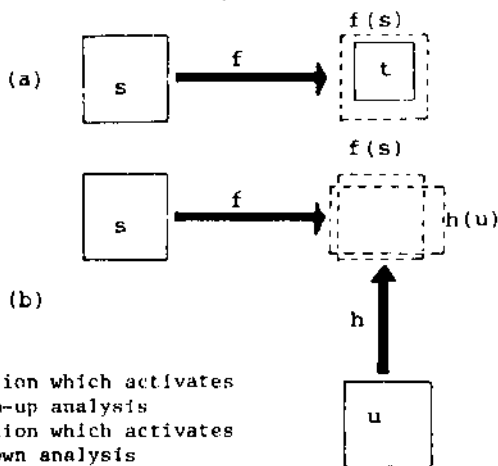 f(s)
(a) s f t
f(s)
s f h(u)
(b)
h
ion which activates
-up analysis
ion which activates u
own analysis